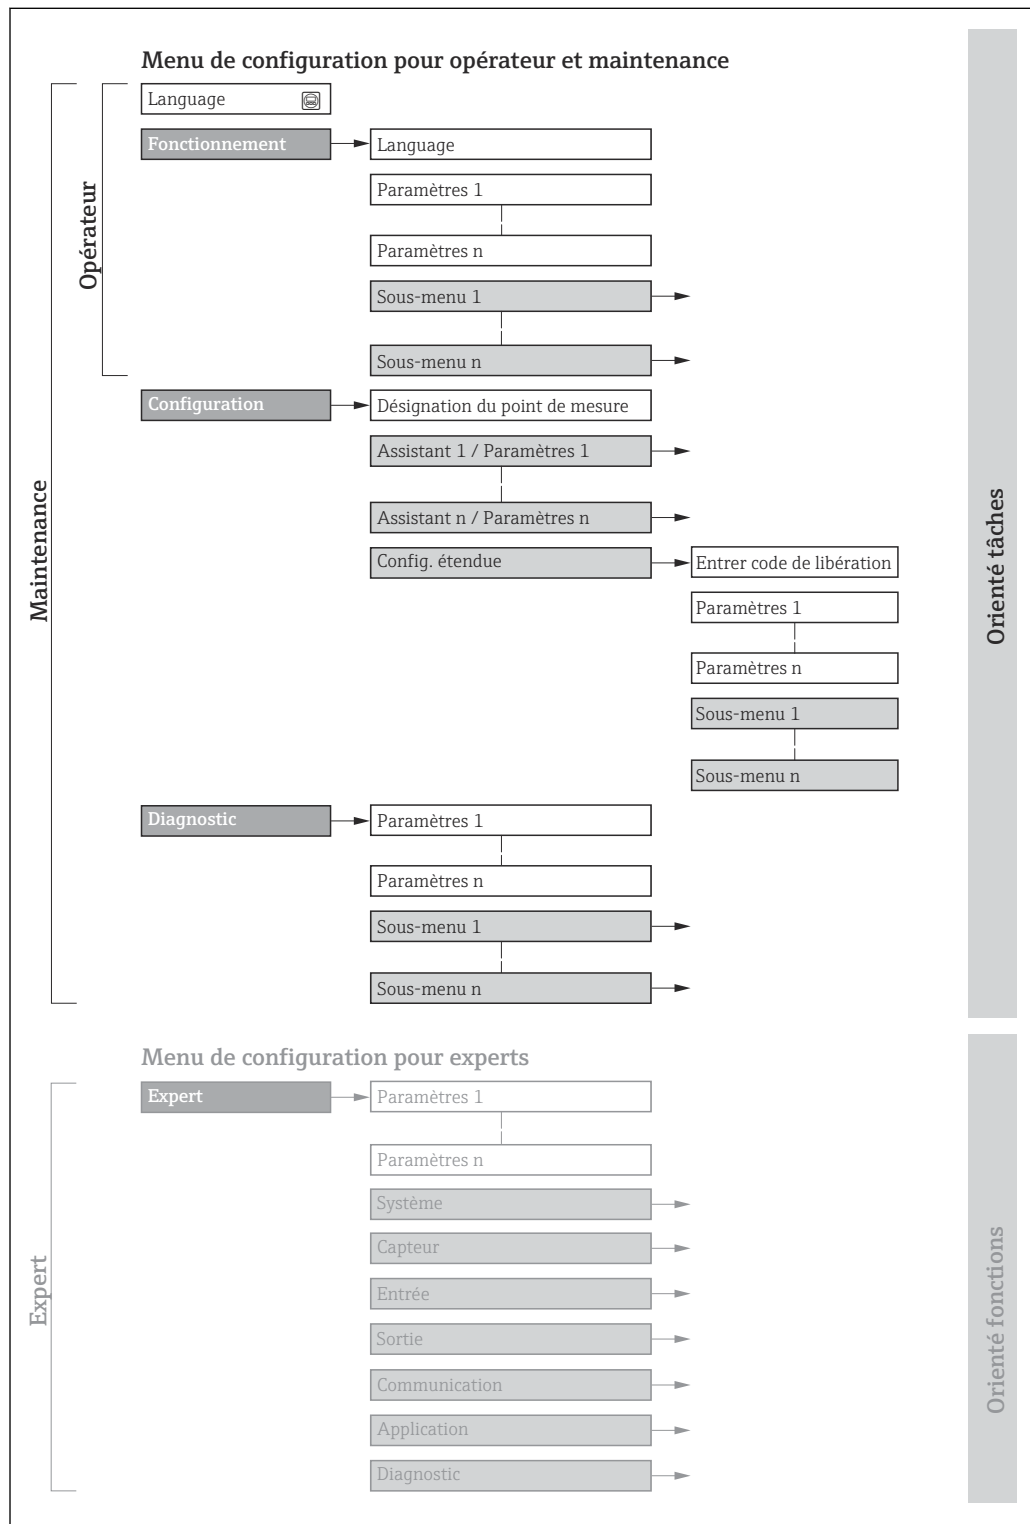 Menu de configuration pour opérateur et maintenance
Language
Fonctionnement
Language
Paramètres 1
Paramètres n
Sous-menu 1
Sous-menu n
Opérateur
Configuration
Désignation du point de mesure
Assistant 1 / Paramètres 1
Assistant n / Paramètres n
Config. étendue
Entrer code de libération
Paramètres 1
Paramètres n
Sous-menu 1
Sous-menu n
Maintenance
Orienté tâches
Diagnostic
Paramètres 1
Paramètres n
Sous-menu 1
Sous-menu n
Menu de configuration pour experts
Expert
Paramètres 1
Paramètres n
Système
Capteur
Entrée
Sortie
Communication
Application
Diagnostic
Expert
Orienté fonctions